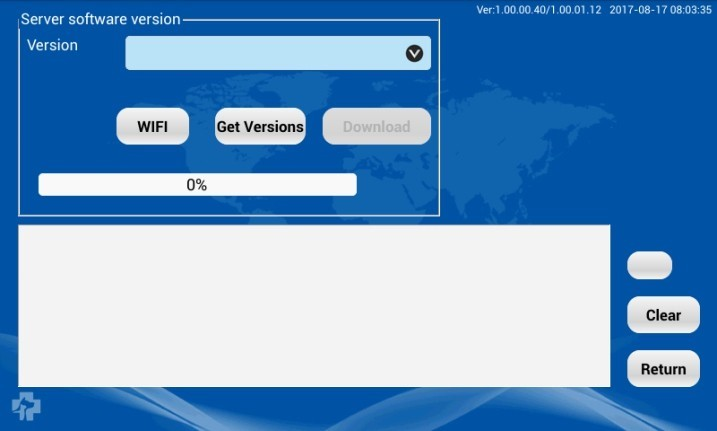 Ver:1.00.00.40/1.00.01.12 2017-08-17 08:03:35
Server software version
Version
WIFI
Get Versions
Download
0%
Clear
Return